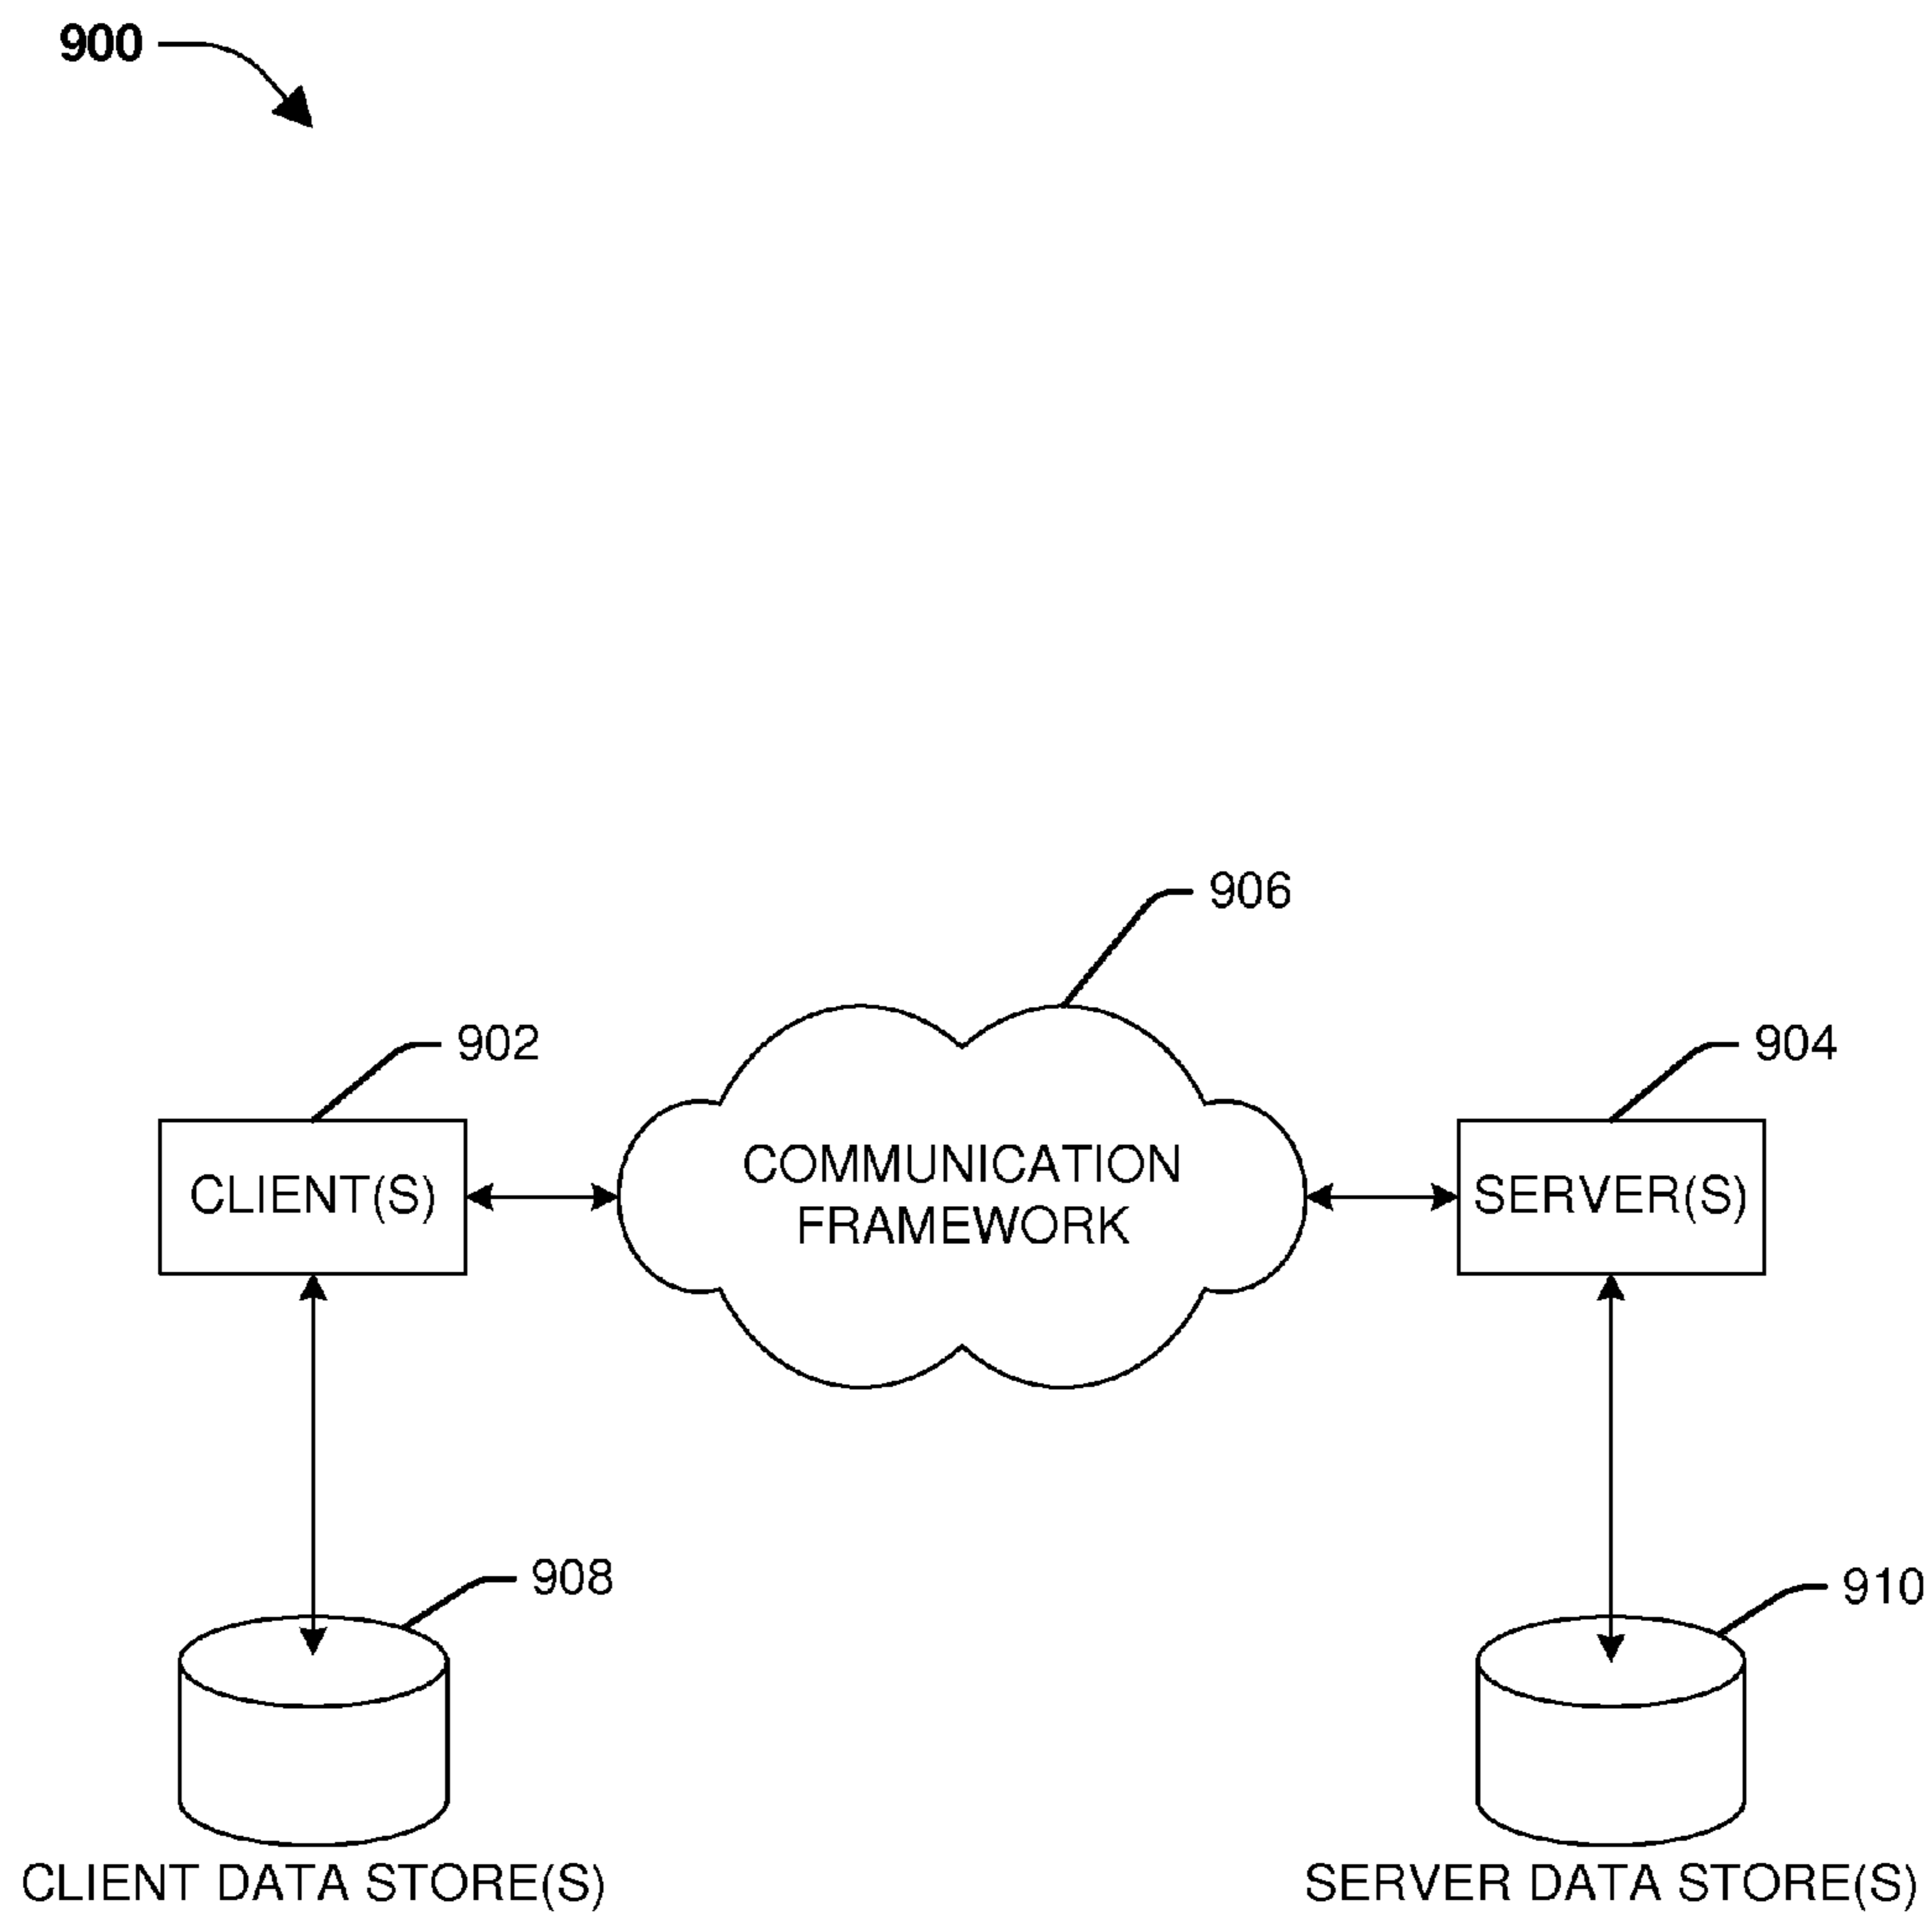 900
906
902
904
COMMUNICATION
FRAMEWORK
CLIENT(S)
SERVER(S)
908
910
CLIENT DATA STORE(S)
SERVER DATA STORE(S)